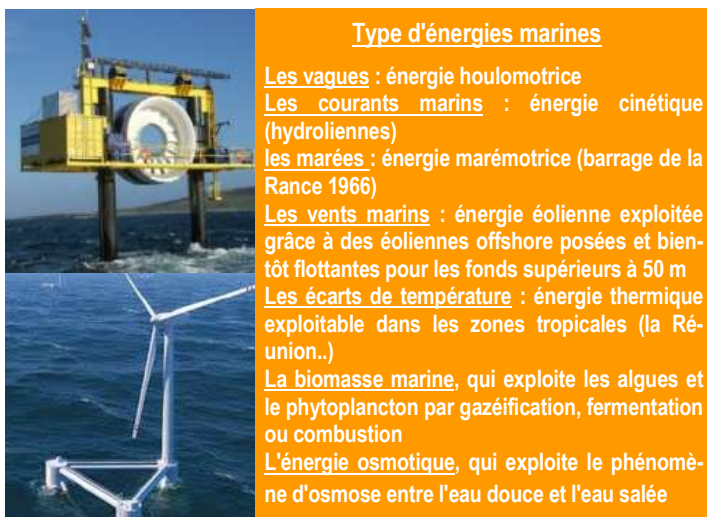 Type d'énergies marines
Les vagues : énergie houlomotrice
Les courants marins : énergie cinétique
(hydroliennes)
les marées : énergie marémotrice (barrage de la
Rance 1966)
Les vents marins : énergie éolienne exploitée
grâce à des éoliennes offshore posées et bien-
tôt flottantes pour les fonds supérieurs à 50 m
Les écarts de température : énergie thermique
exploitable dans les zones tropicales (la Ré-
union..)
La biomasse marine, qui exploite les algues et
le phytoplancton par gazéification, fermentation
ou combustion
L'énergie osmotique, qui exploite le phénomè-
ne d'osmose entre l'eau douce et l'eau salée